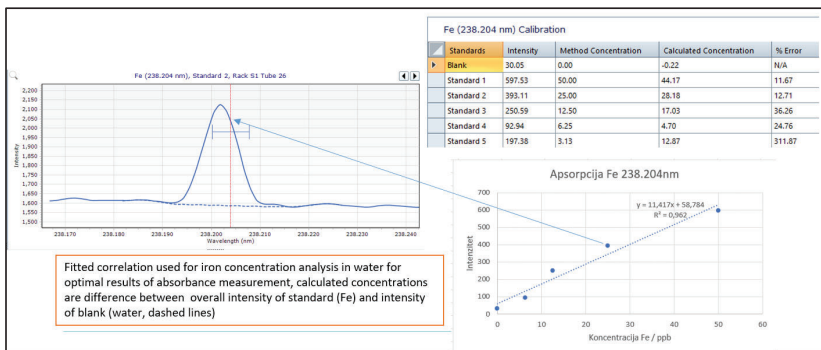 Fe (238.204 nm) Calibration
Standards Intensity Method Concentration Calculated Concentration % Error
Blank 30.05 0.00 -0.22 N/A
Standard 1 597.53 50.00 44.17 11.67
Standard 2 393.11 25.00 28.18 12.71
Standard 3 250.59 12.50 17.03 36.26
Standard 4 92.94 6.25 4.70 24.76
Standard 5 197.38 3.13 12.87 311.87
Fe (238.204 nm), Standard 2, Rack S1 Tube 26
Intensity
2,200
2,150
2,100
2,050
2,000
1,950
1,900
1,850
1,800
1,750
1,700
1,650
1,600
1,550
1,500
238.170 238.180 238.190 238.200 238.210 238.220 238.230 238.240
Wavelength (nm)
Apsorpcija Fe 238.204nm
y = 11,417x + 58,784
R² = 0,962
Intenzitet
700
600
500
400
300
200
100
0
0 10 20 30 40 50 60
Koncentracija Fe / ppb
Fitted correlation used for iron concentration analysis in water for
optimal results of absorbance measurement, calculated concentrations
are difference between overall intensity of standard (Fe) and intensity
of blank (water, dashed lines)